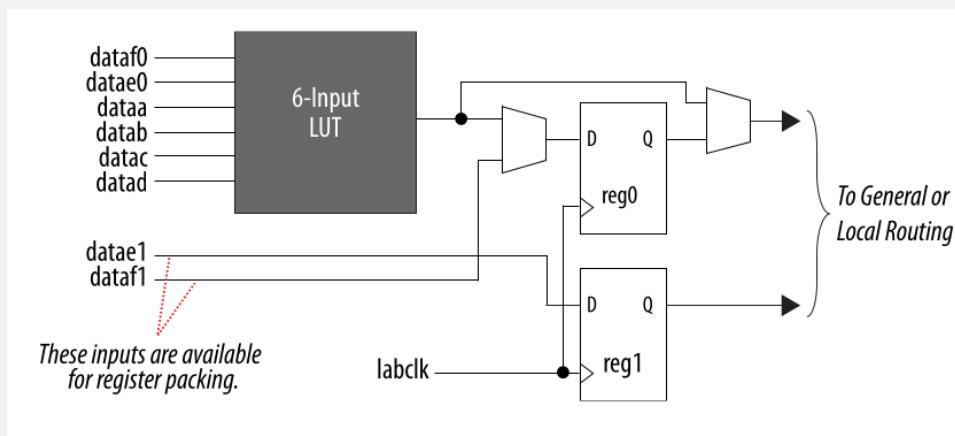 dataf0
datae0
dataa
datab
datac
datad
6-Input
LUT
D
Q
reg0
To General or
Local Routing
datae1
dataf1
D
Q
reg1
These inputs are available
for register packing.
labclk